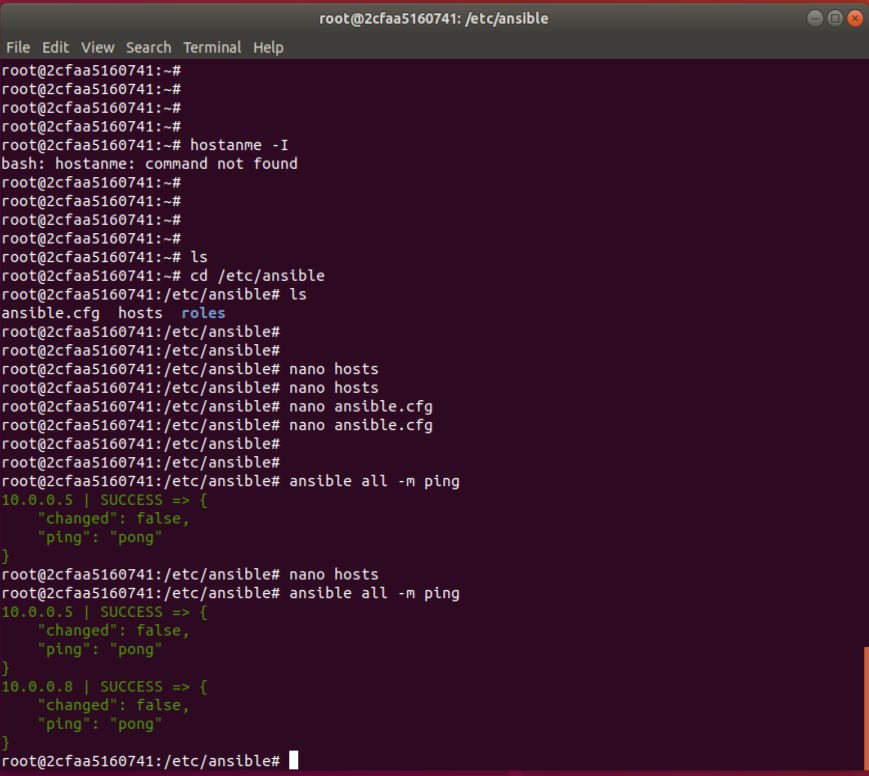 root@2cfaa5160741: /etc/ansible
File Edit View Search Terminal Help
root@2cfaa5160741:~#
root@2cfaa5160741:~#
root@2cfaa5160741:~#
root@2cfaa5160741:~#
root@2cfaa5160741:~# hostanme -I
bash: hostanme: command not found
root@2cfaa5160741:~#
root@2cfaa5160741:~#
root@2cfaa5160741:~#
root@2cfaa5160741:~#
root@2cfaa5160741:~# ls
root@2cfaa5160741:~# cd /etc/ansible
root@2cfaa5160741:/etc/ansible# ls
ansible.cfg  hosts  roles
root@2cfaa5160741:/etc/ansible#
root@2cfaa5160741:/etc/ansible#
root@2cfaa5160741:/etc/ansible# nano hosts
root@2cfaa5160741:/etc/ansible# nano hosts
root@2cfaa5160741:/etc/ansible# nano ansible.cfg
root@2cfaa5160741:/etc/ansible# nano ansible.cfg
root@2cfaa5160741:/etc/ansible#
root@2cfaa5160741:/etc/ansible#
root@2cfaa5160741:/etc/ansible# ansible all -m ping
10.0.0.5 | SUCCESS => {
    "changed": false,
    "ping": "pong"
}
root@2cfaa5160741:/etc/ansible# nano hosts
root@2cfaa5160741:/etc/ansible# ansible all -m ping
10.0.0.5 | SUCCESS => {
    "changed": false,
    "ping": "pong"
}
10.0.0.8 | SUCCESS => {
    "changed": false,
    "ping": "pong"
}
root@2cfaa5160741:/etc/ansible#